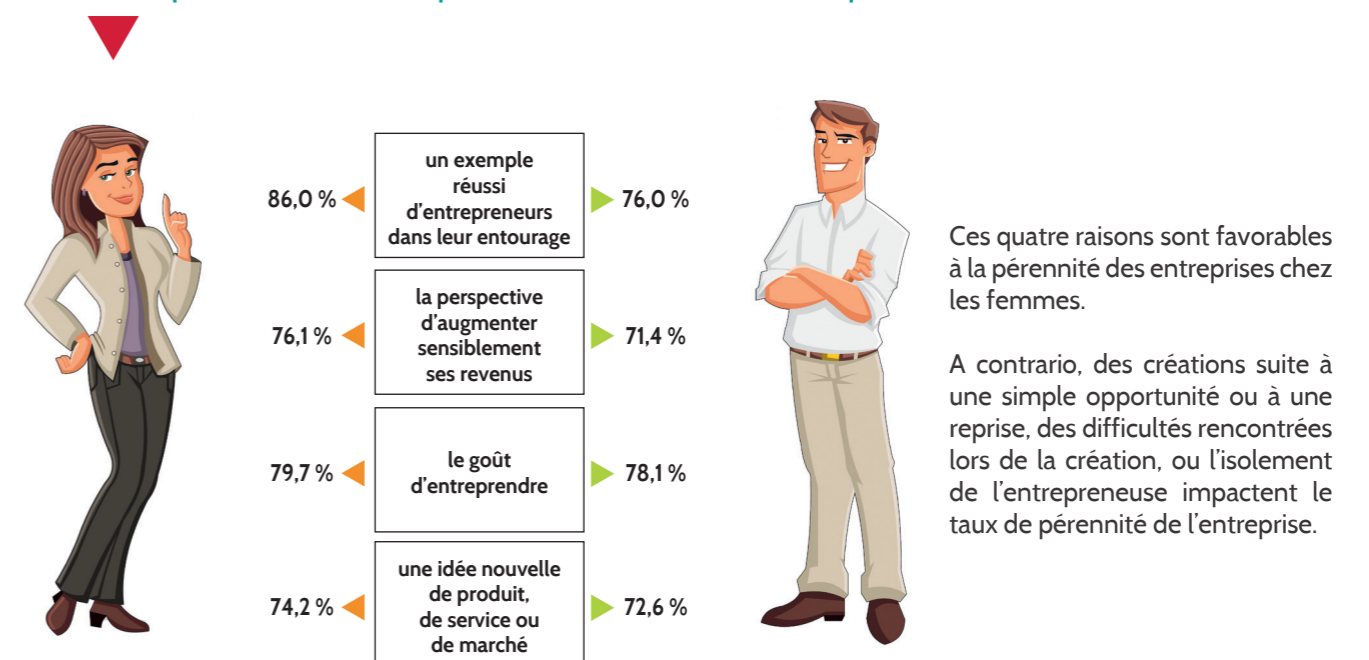 un exemple
réussi
d'entrepreneurs
dans leur entourage
86,0 %
76,0 %
la perspective
d'augmenter
sensiblement
ses revenus
76,1 %
71,4 %
le goût
d'entreprendre
79,7 %
78,1 %
une idée nouvelle
de produit,
de service ou
de marché
74,2 %
72,6 %
Ces quatre raisons sont favorables
à la pérennité des entreprises chez
les femmes.
A contrario, des créations suite à
une simple opportunité ou à une
reprise, des difficultés rencontrées
lors de la création, ou l'isolement
de l'entrepreneuse impactent le
taux de pérennité de l'entreprise.